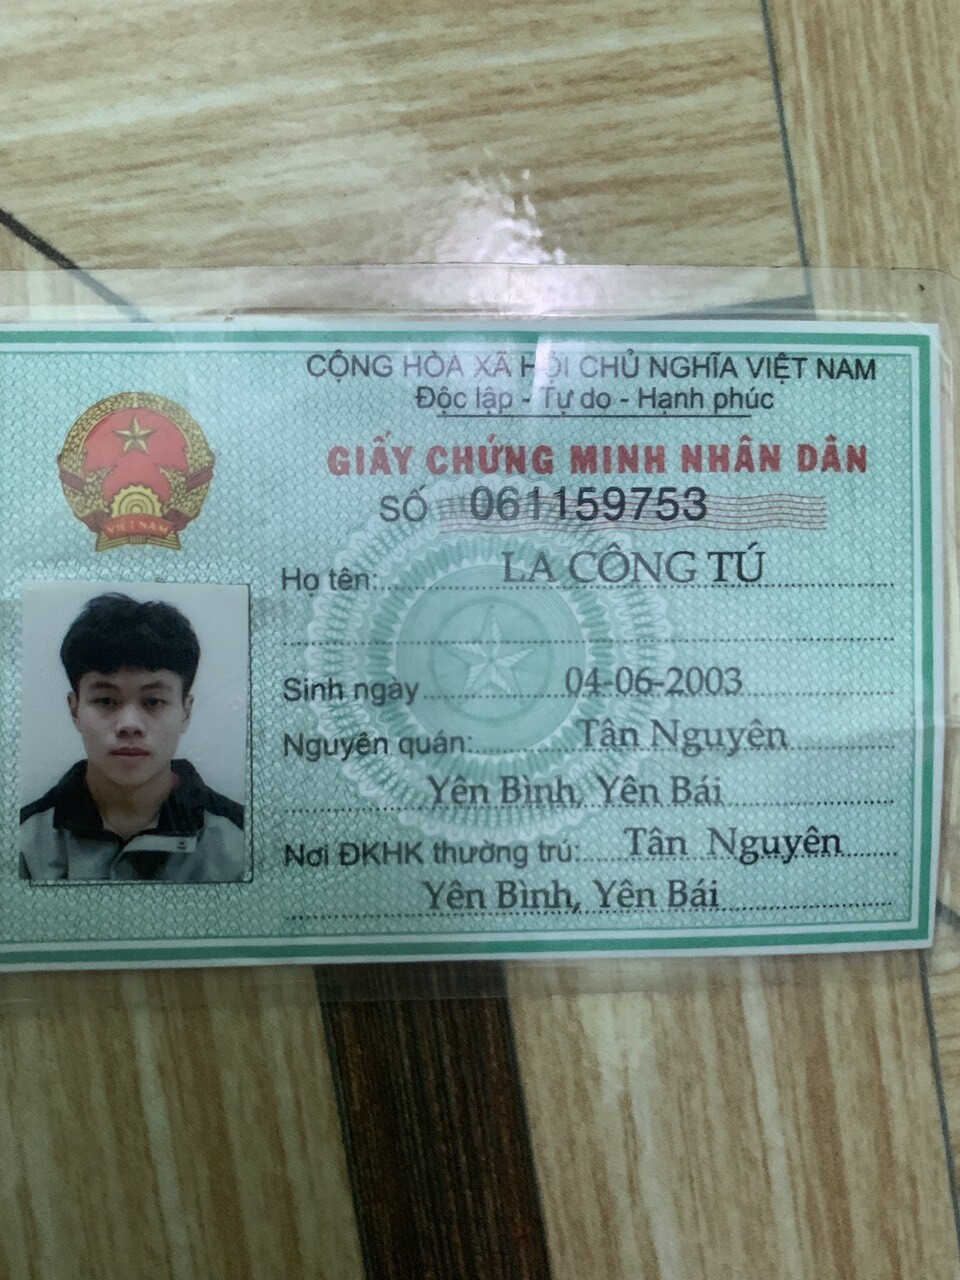 CỘNG HÒA XÃ HỘI CHỦ NGHĨA VIỆT NAM
Độc lập - Tự do - Hạnh phúc
GIẤY CHỨNG MINH NHÂN DÂN
SỐ 061159753
Họ tên: LA CÔNG TÚ
Sinh ngày 04-06-2003
Nguyên quán: Tân Nguyên
Yên Bình, Yên Bái
Nơi ĐKHK thường trú: Tân Nguyên
Yên Bình, Yên Bái
VIỆT NAM